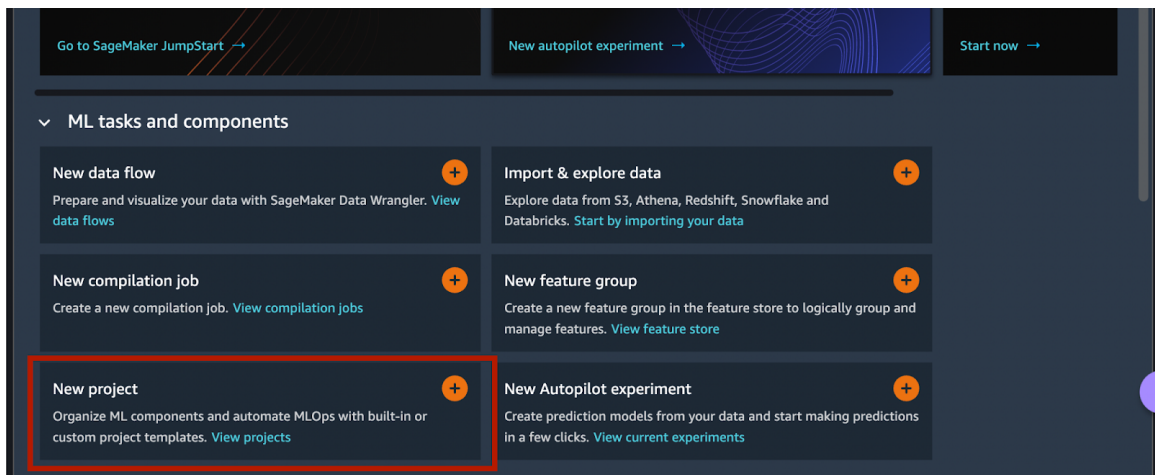 Go to SageMaker JumpStart →
New autopilot experiment →
Start now →
ML tasks and components
New data flow
Prepare and visualize your data with SageMaker Data Wrangler. View
data flows
Import & explore data
Explore data from S3, Athena, Redshift, Snowflake and
Databricks. Start by importing your data
New compilation job
Create a new compilation job. View compilation jobs
New feature group
Create a new feature group in the feature store to logically group and
manage features. View feature store
New project
Organize ML components and automate MLOps with built-in or
custom project templates. View projects
New Autopilot experiment
Create prediction models from your data and start making predictions
in a few clicks. View current experiments